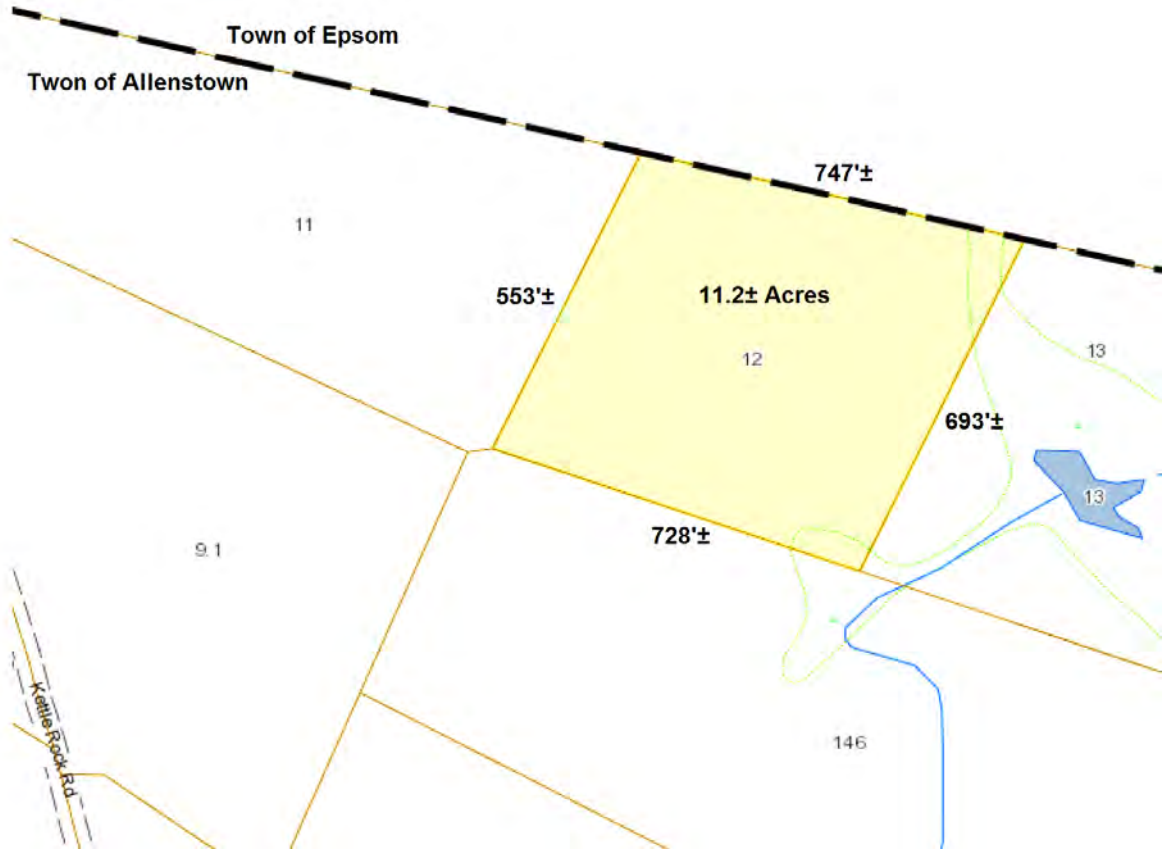 Town of Epsom
Twon of Allenstown
747'±
11
553'±
11.2± Acres
12
13
693'±
13
728'±
9.1
Kettle Rock Rd
146